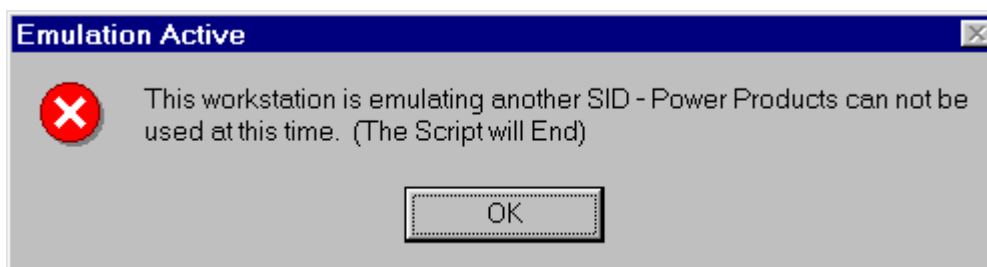 Emulation Active
This workstation is emulating another SID - Power Products can not be
used at this time.  (The Script will End)
OK